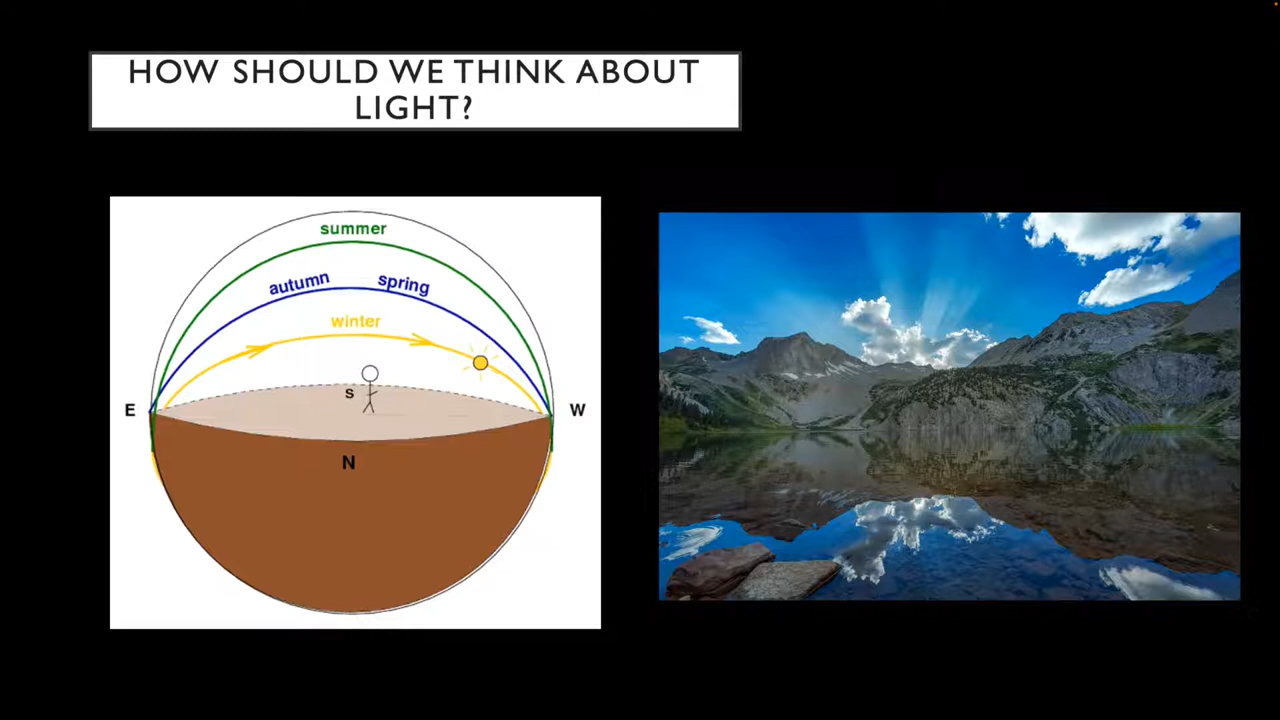 HOW SHOULD WE THINK ABOUT
LIGHT?
summer
autumn spring
winter
S
E W
N